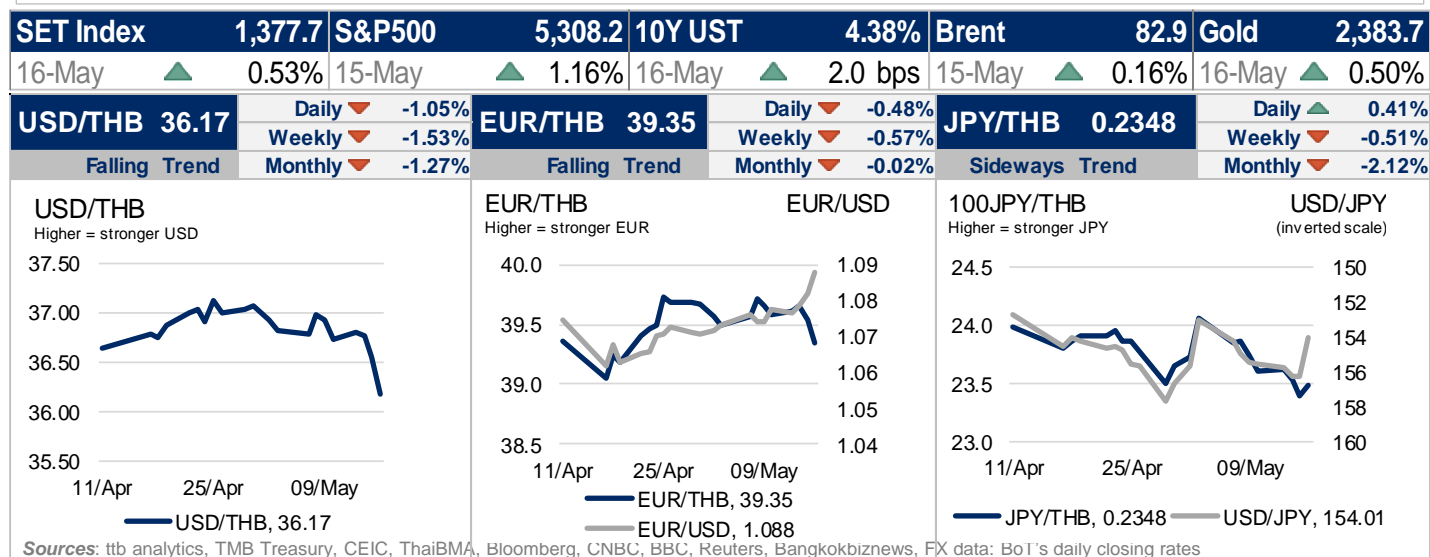 SET Index 1,377.7 S&P500 5,308.2 10Y UST 4.38% Brent 82.9 Gold 2,383.7
16-May 0.53% 15-May 1.16% 16-May 2.0 bps 15-May 0.16% 16-May 0.50%
USD/THB 36.17
Daily -1.05%
Weekly -1.53%
Falling Trend Monthly -1.27%
EUR/THB 39.35
Daily -0.48%
Weekly -0.57%
Falling Trend Monthly -0.02%
JPY/THB 0.2348
Daily 0.41%
Weekly -0.51%
Sideways Trend Monthly -2.12%
USD/THB
Higher = stronger USD
37.50
37.00
36.50
36.00
35.50
11/Apr 25/Apr 09/May
USD/THB, 36.17
EUR/THB EUR/USD
Higher = stronger EUR
40.0 1.09
1.08
39.5 1.07
39.0 1.06
1.05
38.5 1.04
11/Apr 25/Apr 09/May
EUR/THB, 39.35
EUR/USD, 1.088
100JPY/THB USD/JPY
Higher = stronger JPY (inverted scale)
24.5 150
152
24.0 154
23.5 156
158
23.0 160
11/Apr 25/Apr 09/May
JPY/THB, 0.2348 USD/JPY, 154.01
Sources: ttb analytics, TMB Treasury, CEIC, ThaiBMA, Bloomberg, CNBC, BBC, Reuters, Bangkokbiznews, FX data: BoT's daily closing rates